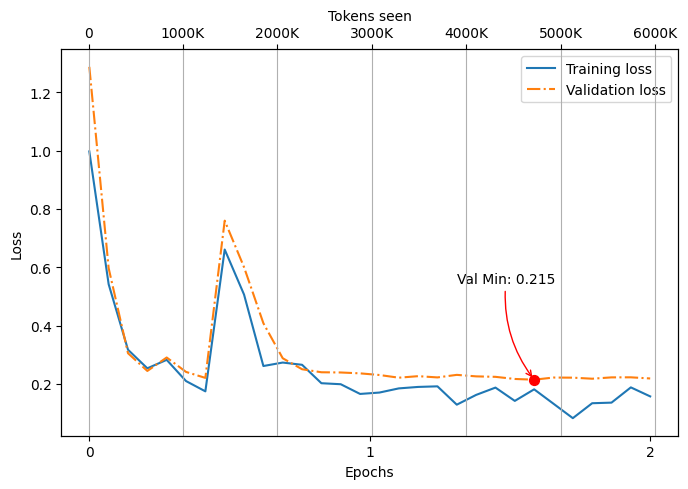 Tokens seen
0 1000K 2000K 3000K 4000K 5000K 6000K
Training loss
Validation loss
1.2
1.0
0.8
0.6
0.4
0.2
Loss
Val Min: 0.215
0 1 2
Epochs